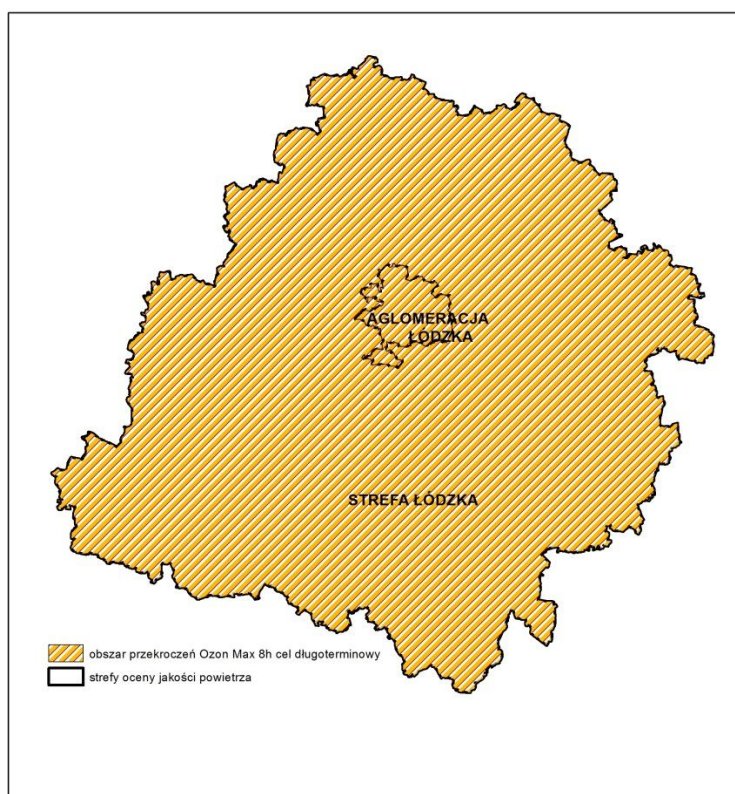 AGLOMERACJA
ŁÓDZKA
STREFA ŁÓDZKA
obszar przekroczeń Ozon Max 8h cel długoterminowy
strefy oceny jakości powietrza